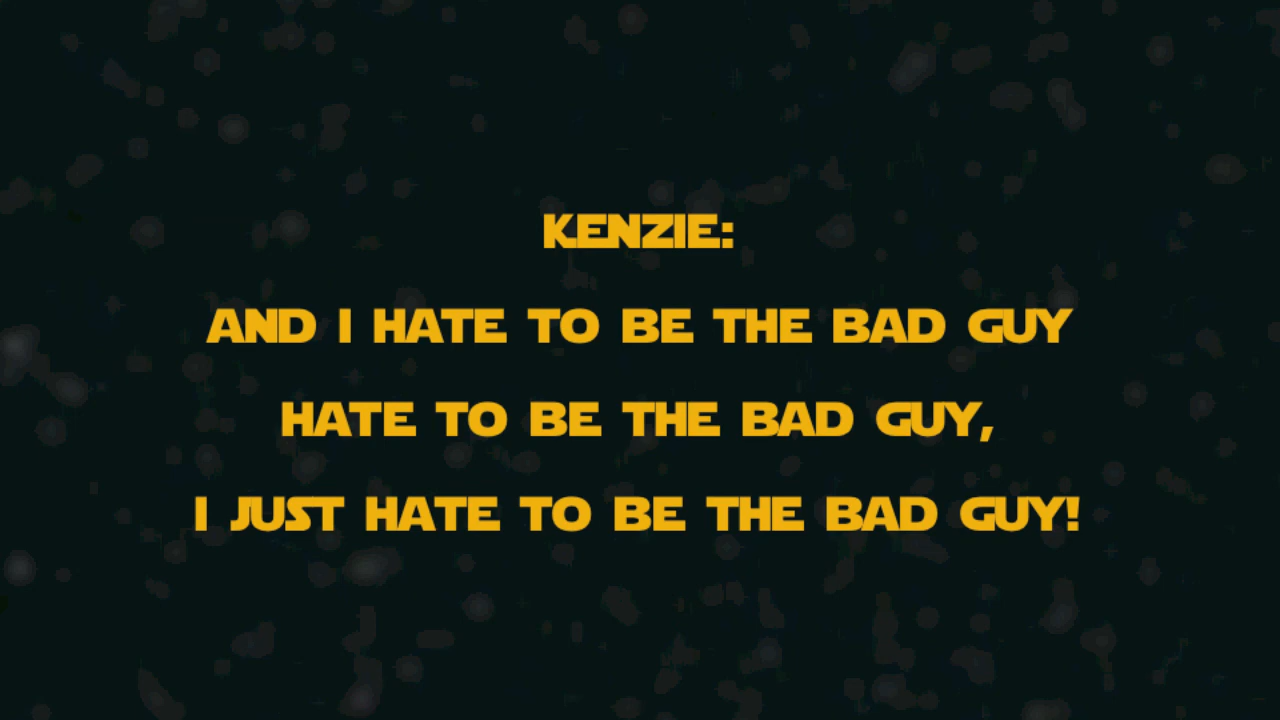 KENZIE:
AND I HATE TO BE THE BAD GUY
HATE TO BE THE BAD GUY,
I JUST HATE TO BE THE BAD GUY!